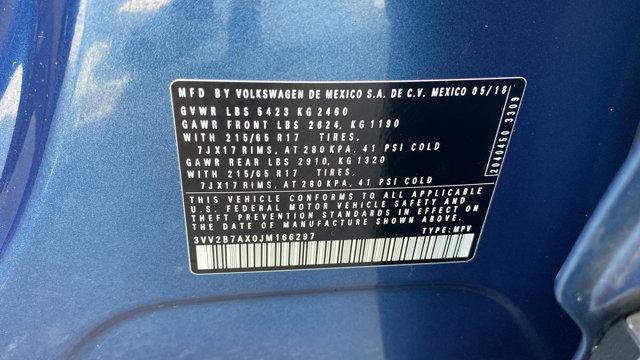 MFD BY VOLKSWAGEN DE MEXICO S.A. DE C.V. MEXICO 05/18
GVWR LBS 5423 KG 2460
GAWR FRONT LBS 2624, KG 1190
WITH 215/65 R17 TIRES,
7JX17 RIMS, AT 280 KPA, 41 PSI COLD
GAWR REAR LBS 2910, KG 1320
WITH 215/65 R17 TIRES,
7JX17 RIMS, AT 280 KPA, 41 PSI COLD
2040450 3309
THIS VEHICLE CONFORMS TO ALL APPLICABLE
U.S. FEDERAL MOTOR VEHICLE SAFETY AND
THEFT PREVENTION STANDARDS IN EFFECT ON
THE DATE OF MANUFACTURE SHOWN ABOVE.
3VV2B7AX0JM166297 TYPE: MPV